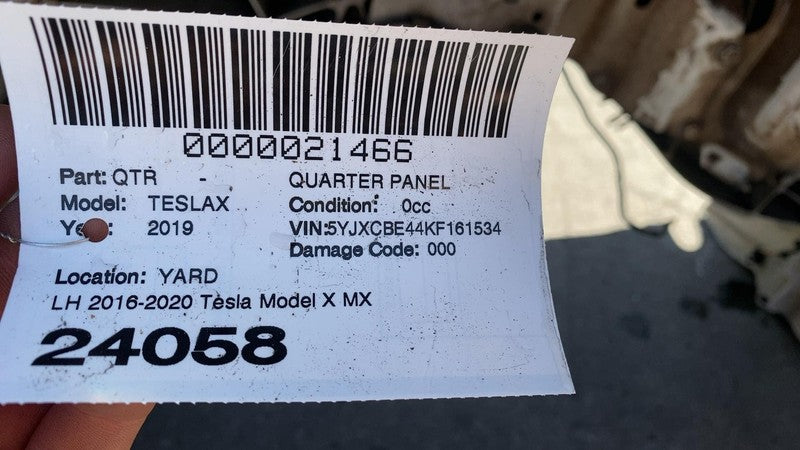 0000021466
Part: QTR - QUARTER PANEL
Model: TESLAX Condition: 0cc
2019 VIN:5YJXCBE44KF161534
Damage Code: 000
Location: YARD
LH 2016-2020 Tesla Model X MX
24058